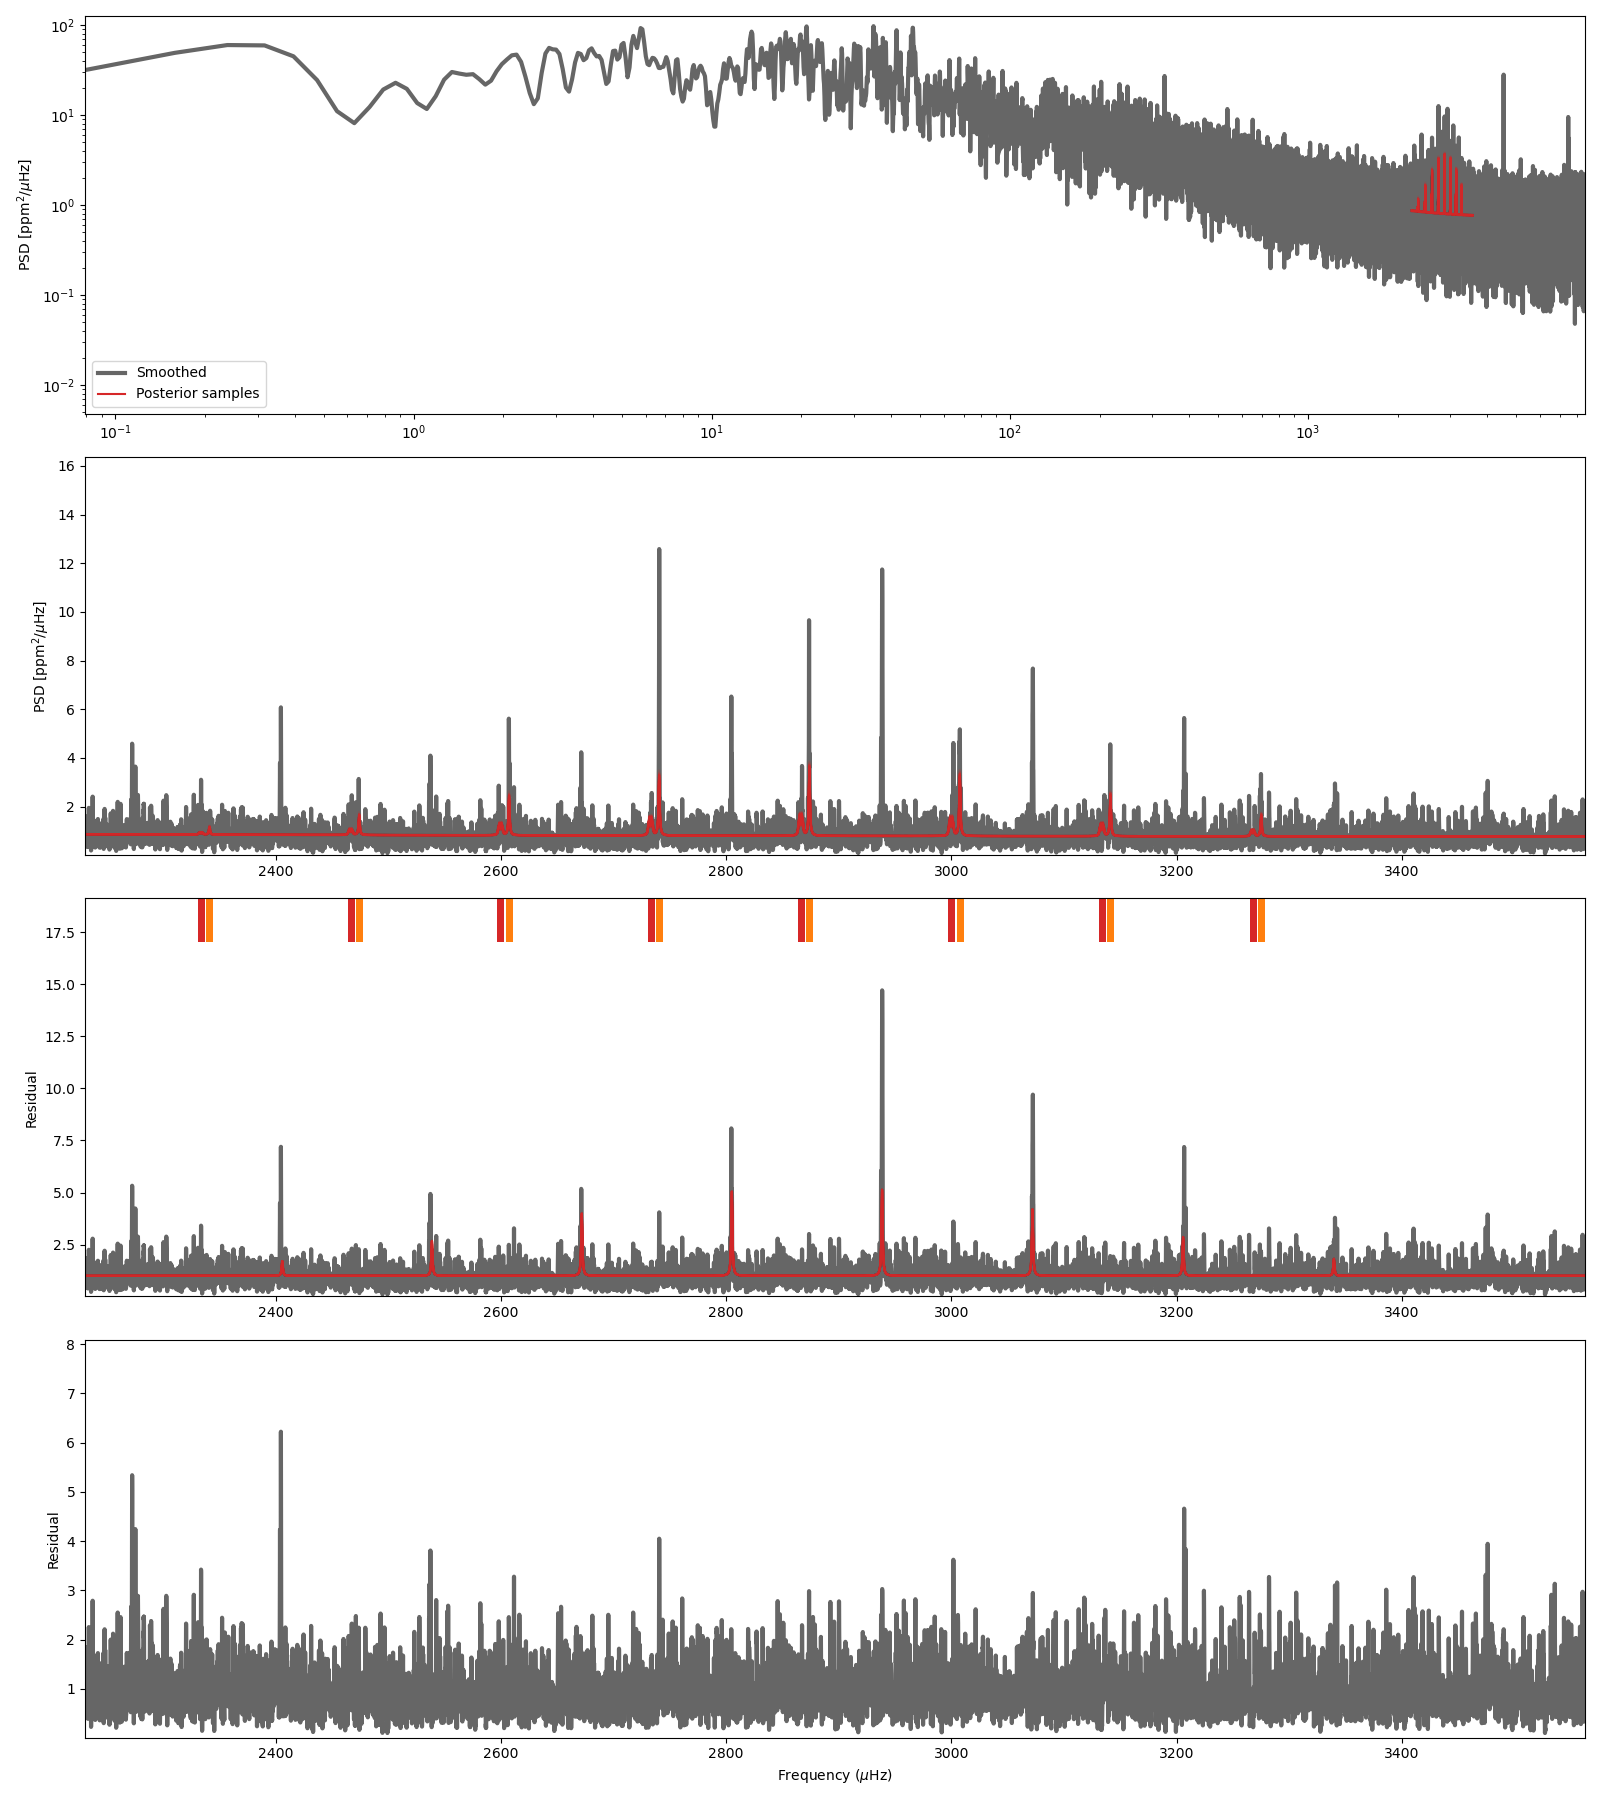 10²
10¹
10⁰
10⁻¹
10⁻²
PSD [ppm²/μHz]
Smoothed
Posterior samples
10⁻¹ 10⁰ 10¹ 10² 10³
16
14
12
10
8
6
4
2
PSD [ppm²/μHz]
2400 2600 2800 3000 3200 3400
17.5
15.0
12.5
10.0
7.5
5.0
2.5
Residual
2400 2600 2800 3000 3200 3400
8
7
6
5
4
3
2
1
Residual
2400 2600 2800 3000 3200 3400
Frequency (μHz)